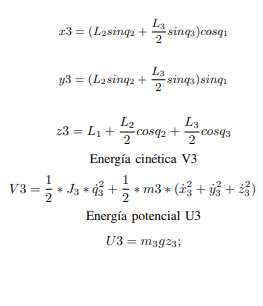 x3 = (L₂sinq₂ + L₃/2 sinq₃)cosq₁
y3 = (L₂sinq₂ + L₃/2 sinq₃)sinq₁
z3 = L₁ + L₂/2 cosq₂ + L₃/2 cosq₃
Energía cinética V3
V3 = 1/2 * J₃ * q̇₃² + 1/2 * m3 * (ẋ₃² + ẏ₃² + ż₃²)
Energía potencial U3
U3 = m₃gz₃;